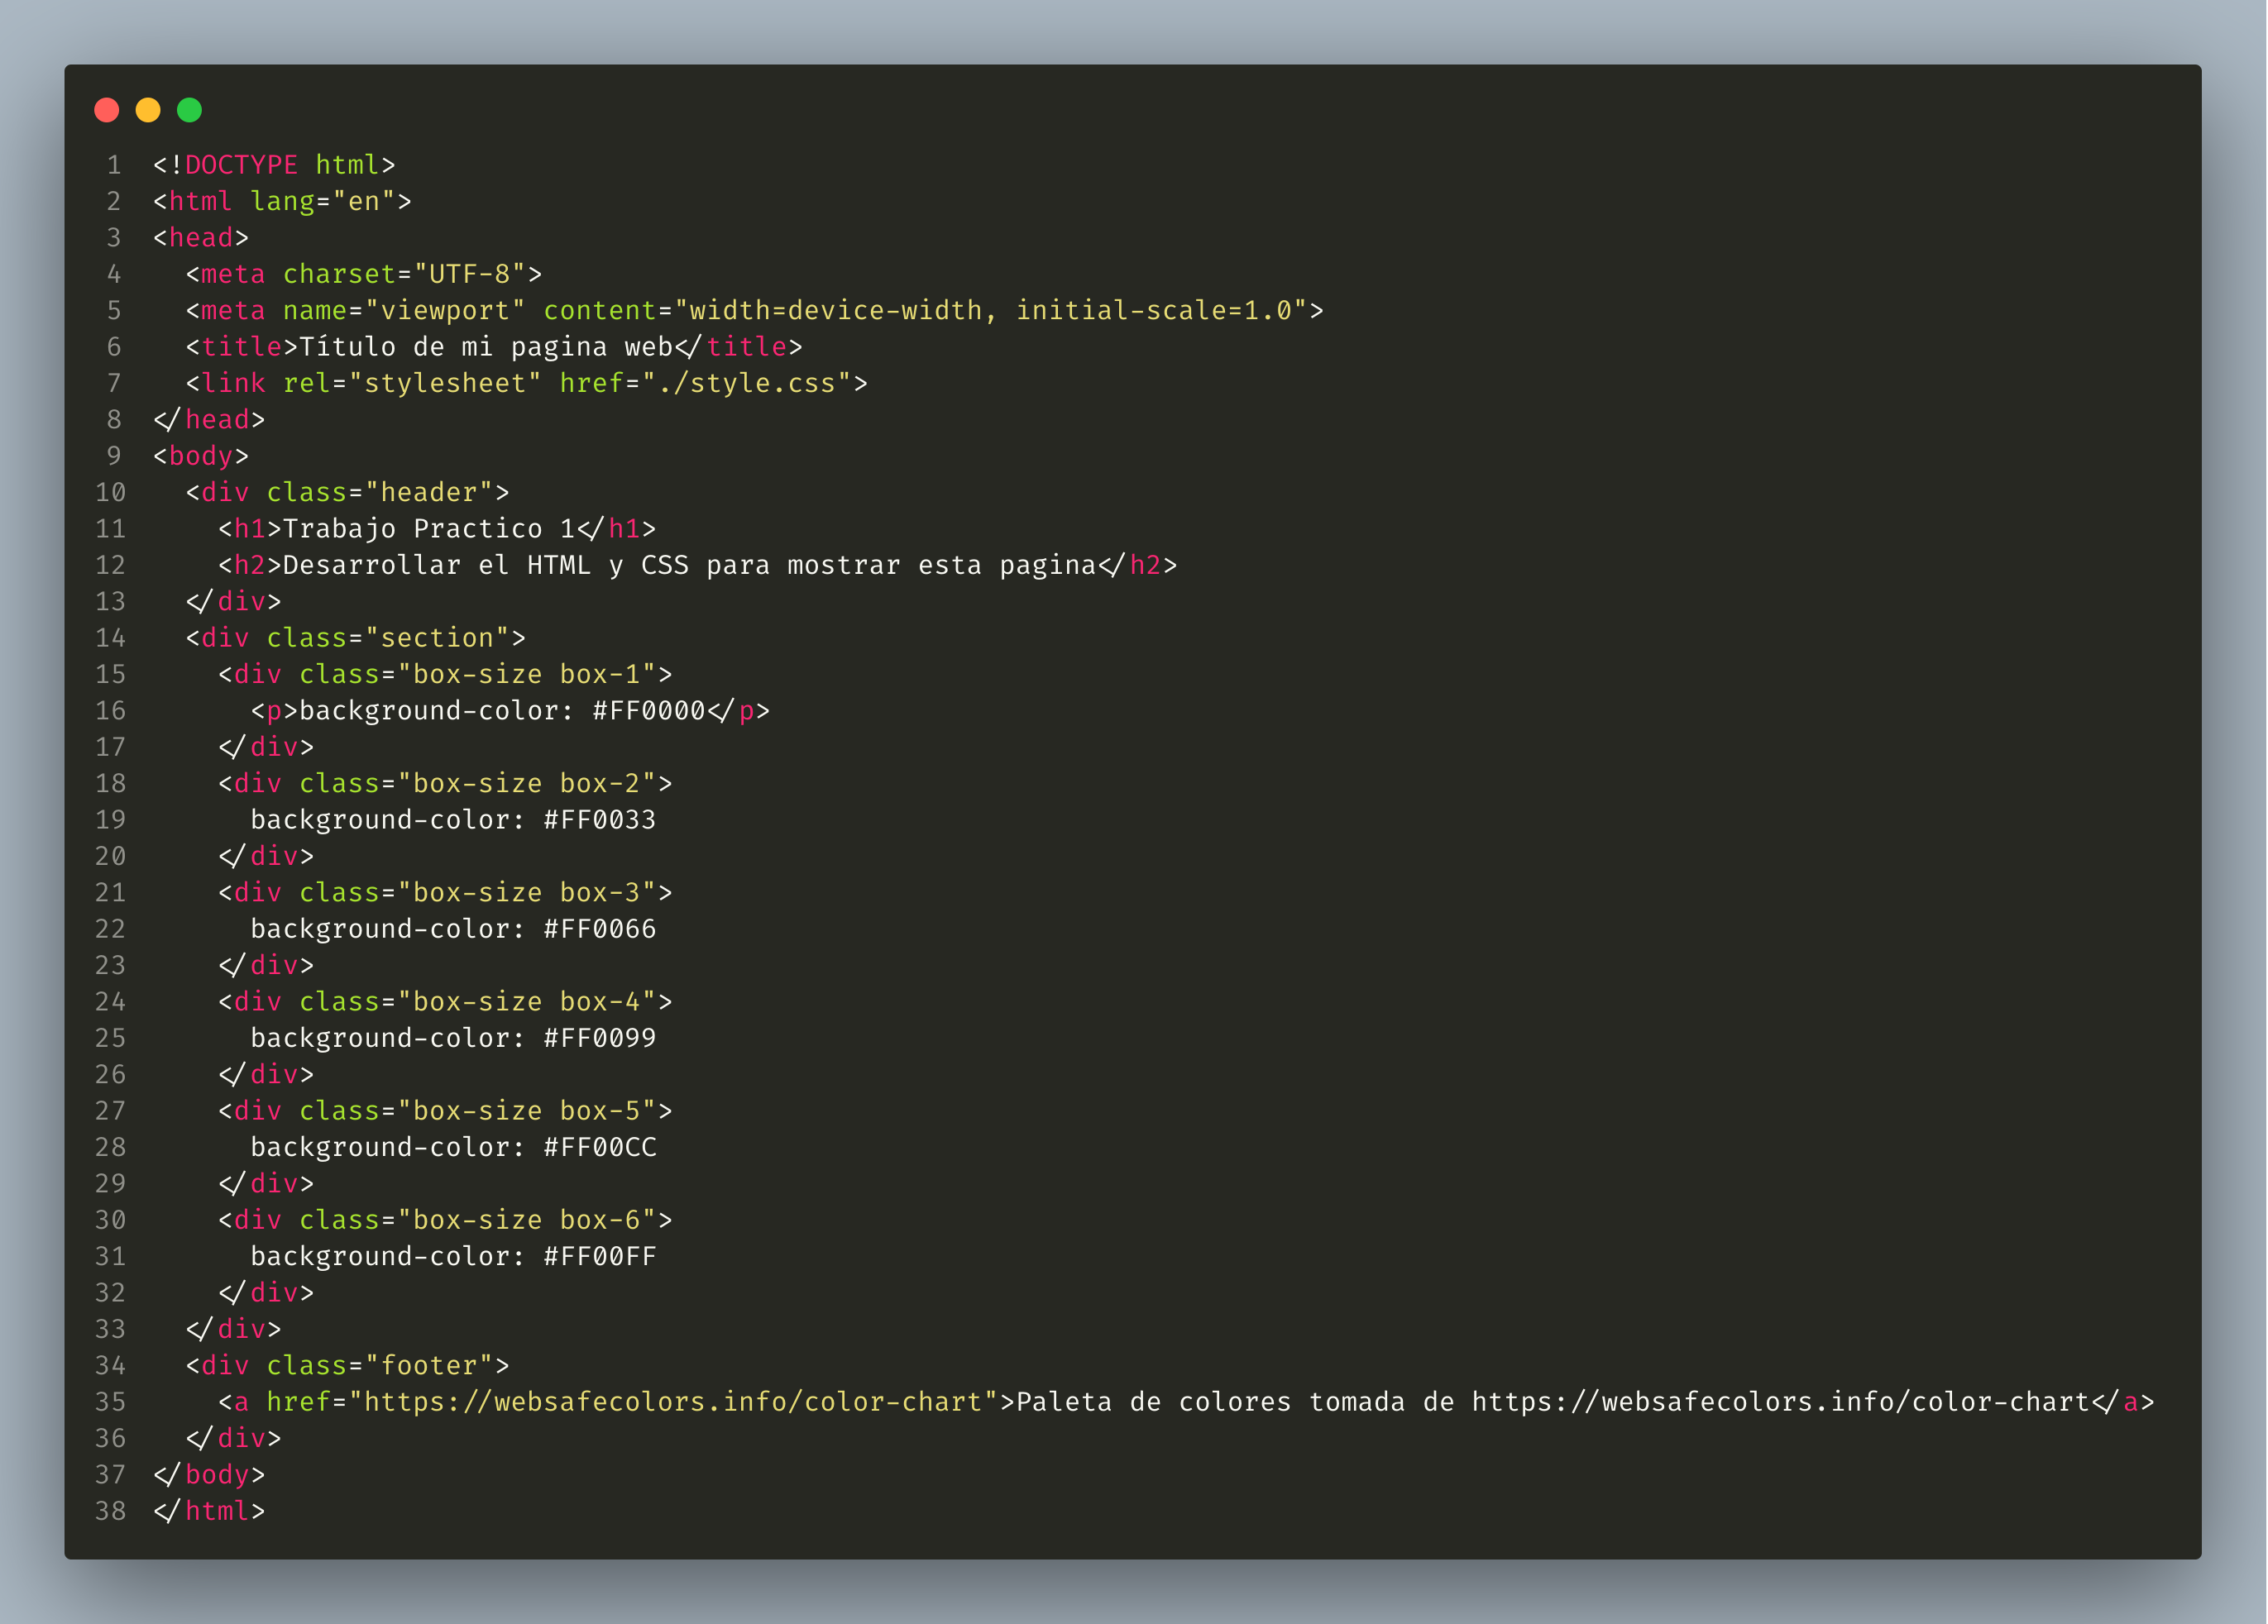 1 <!DOCTYPE html>
2 <html lang="en">
3 <head>
4   <meta charset="UTF-8">
5   <meta name="viewport" content="width=device-width, initial-scale=1.0">
6   <title>Título de mi pagina web</title>
7   <link rel="stylesheet" href="./style.css">
8 </head>
9 <body>
10   <div class="header">
11     <h1>Trabajo Practico 1</h1>
12     <h2>Desarrollar el HTML y CSS para mostrar esta pagina</h2>
13   </div>
14   <div class="section">
15     <div class="box-size box-1">
16       <p>background-color: #FF0000</p>
17     </div>
18     <div class="box-size box-2">
19       background-color: #FF0033
20     </div>
21     <div class="box-size box-3">
22       background-color: #FF0066
23     </div>
24     <div class="box-size box-4">
25       background-color: #FF0099
26     </div>
27     <div class="box-size box-5">
28       background-color: #FF00CC
29     </div>
30     <div class="box-size box-6">
31       background-color: #FF00FF
32     </div>
33   </div>
34   <div class="footer">
35     <a href="https://websafecolors.info/color-chart">Paleta de colores tomada de https://websafecolors.info/color-chart</a>
36   </div>
37 </body>
38 </html>